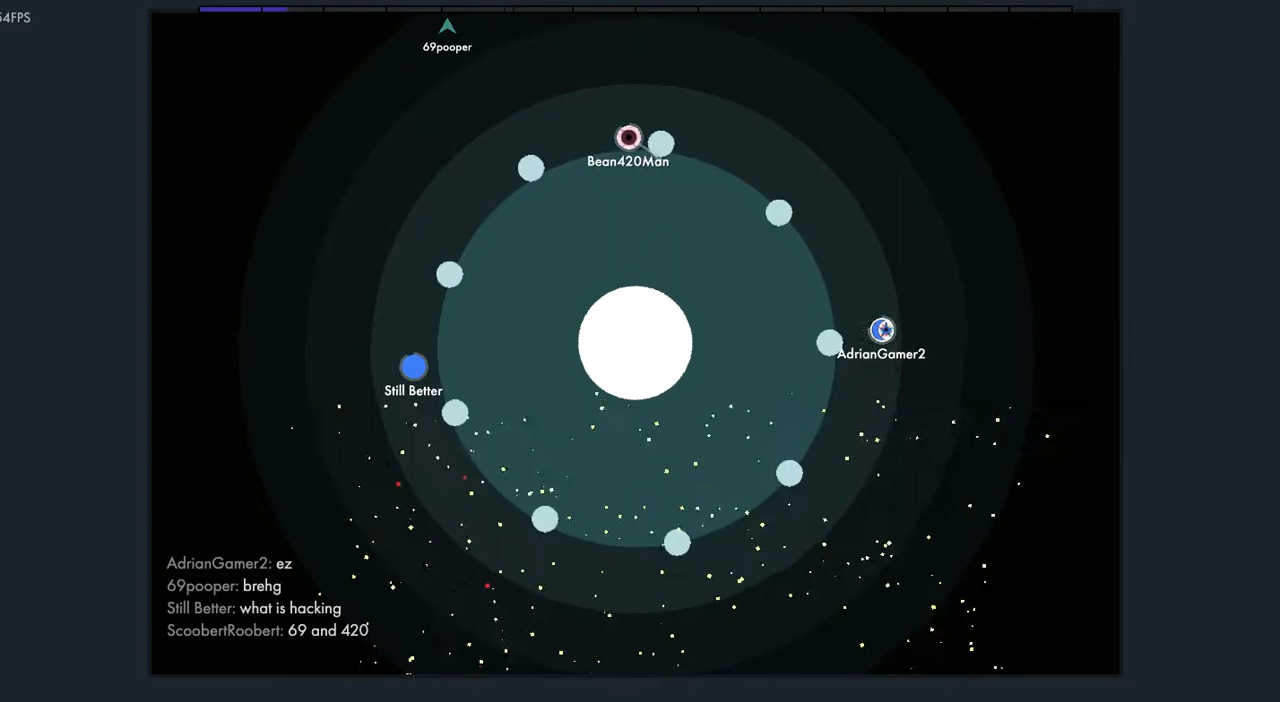 54FPS
69pooper
Bean420Man
AdrianGamer2
Still Better
AdrianGamer2: ez
69pooper: brehg
Still Better: what is hacking
ScoobertRoobert: 69 and 420